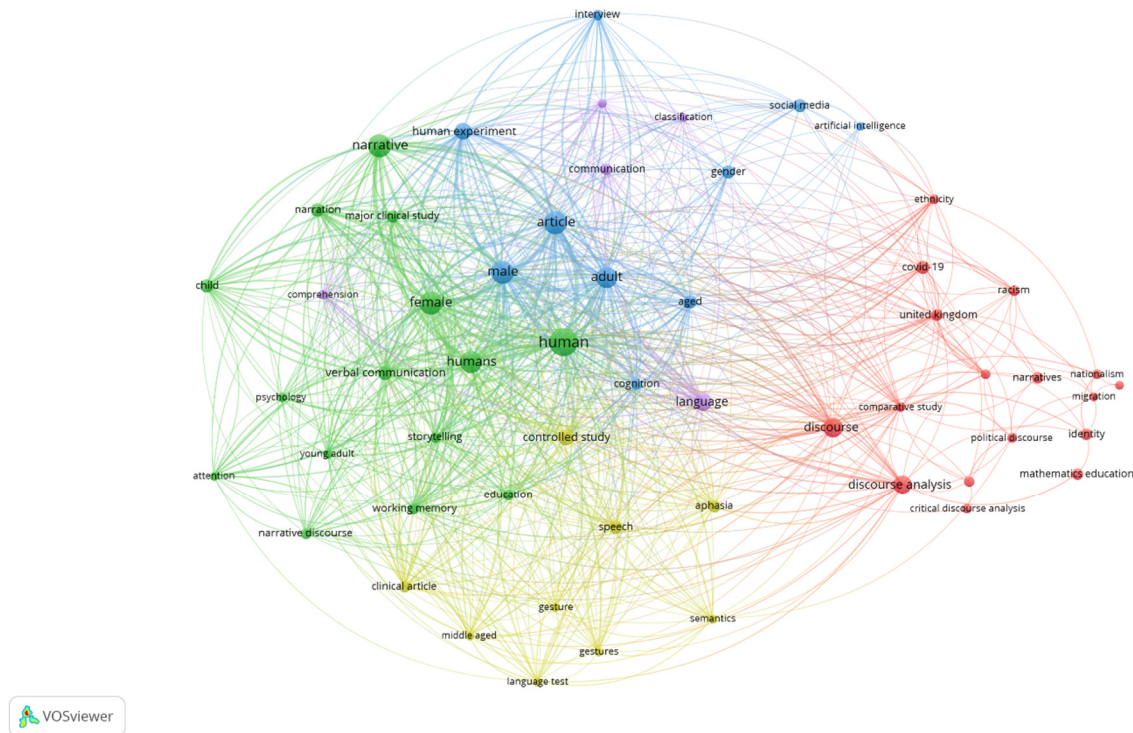 interview
social media
classification
artificial intelligence
human experiment
narrative
communication
gender
ethnicity
narration
major clinical study
article
covid-19
male
adult
child
racism
comprehension
female
aged
united kingdom
human
humans
verbal communication
nationalism
narratives
cognition
migration
psychology
language
comparative study
discourse
storytelling
controlled study
political discourse
identity
young adult
attention
mathematics education
discourse analysis
education
working memory
aphasia
critical discourse analysis
speech
narrative discourse
clinical article
gesture
semantics
middle aged
gestures
language test
VOSviewer